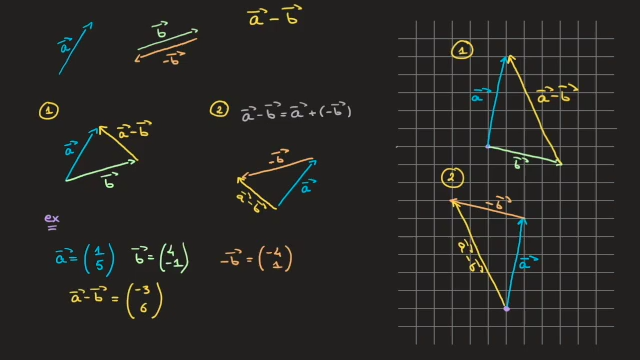 a⃗ − b⃗
a⃗
b⃗
−b⃗
1
a⃗
a⃗−b⃗
b⃗
2
a⃗−b⃗ = a⃗ + (−b⃗)
−b⃗
a⃗−b⃗
a⃗
ex
a⃗ = (1 5) b⃗ = (4 −1) −b⃗ = (−4 1)
a⃗−b⃗ = (−3 6)
1
a⃗
a⃗−b⃗
b⃗
2
−b⃗
a⃗−b⃗
a⃗